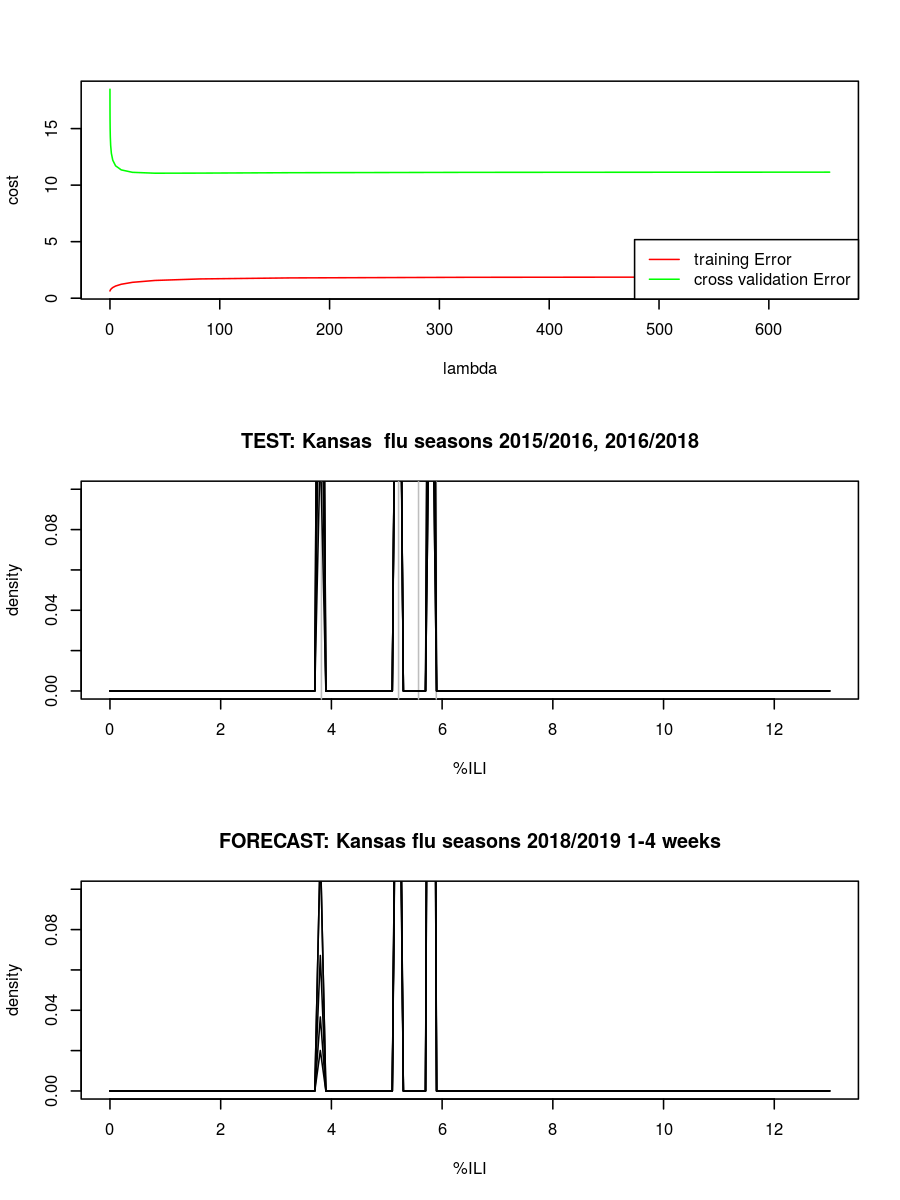 cost
0
5
10
15
training Error
cross validation Error
0 100 200 300 400 500 600
lambda
TEST: Kansas  flu seasons 2015/2016, 2016/2018
density
0.00
0.04
0.08
0 2 4 6 8 10 12
%ILI
FORECAST: Kansas flu seasons 2018/2019 1-4 weeks
density
0.00
0.04
0.08
0 2 4 6 8 10 12
%ILI